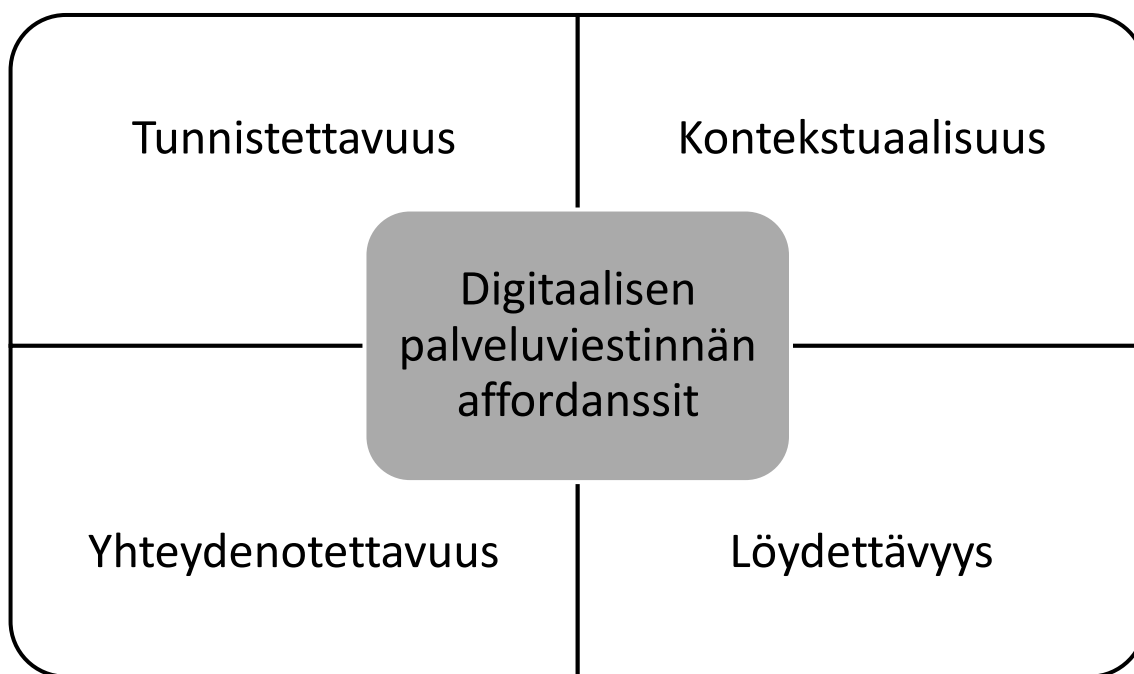 Tunnistettavuus
Kontekstuaalisuus
Digitaalisen
palveluviestinnän
affordanssit
Yhteydenotettavuus
Löydettävyys